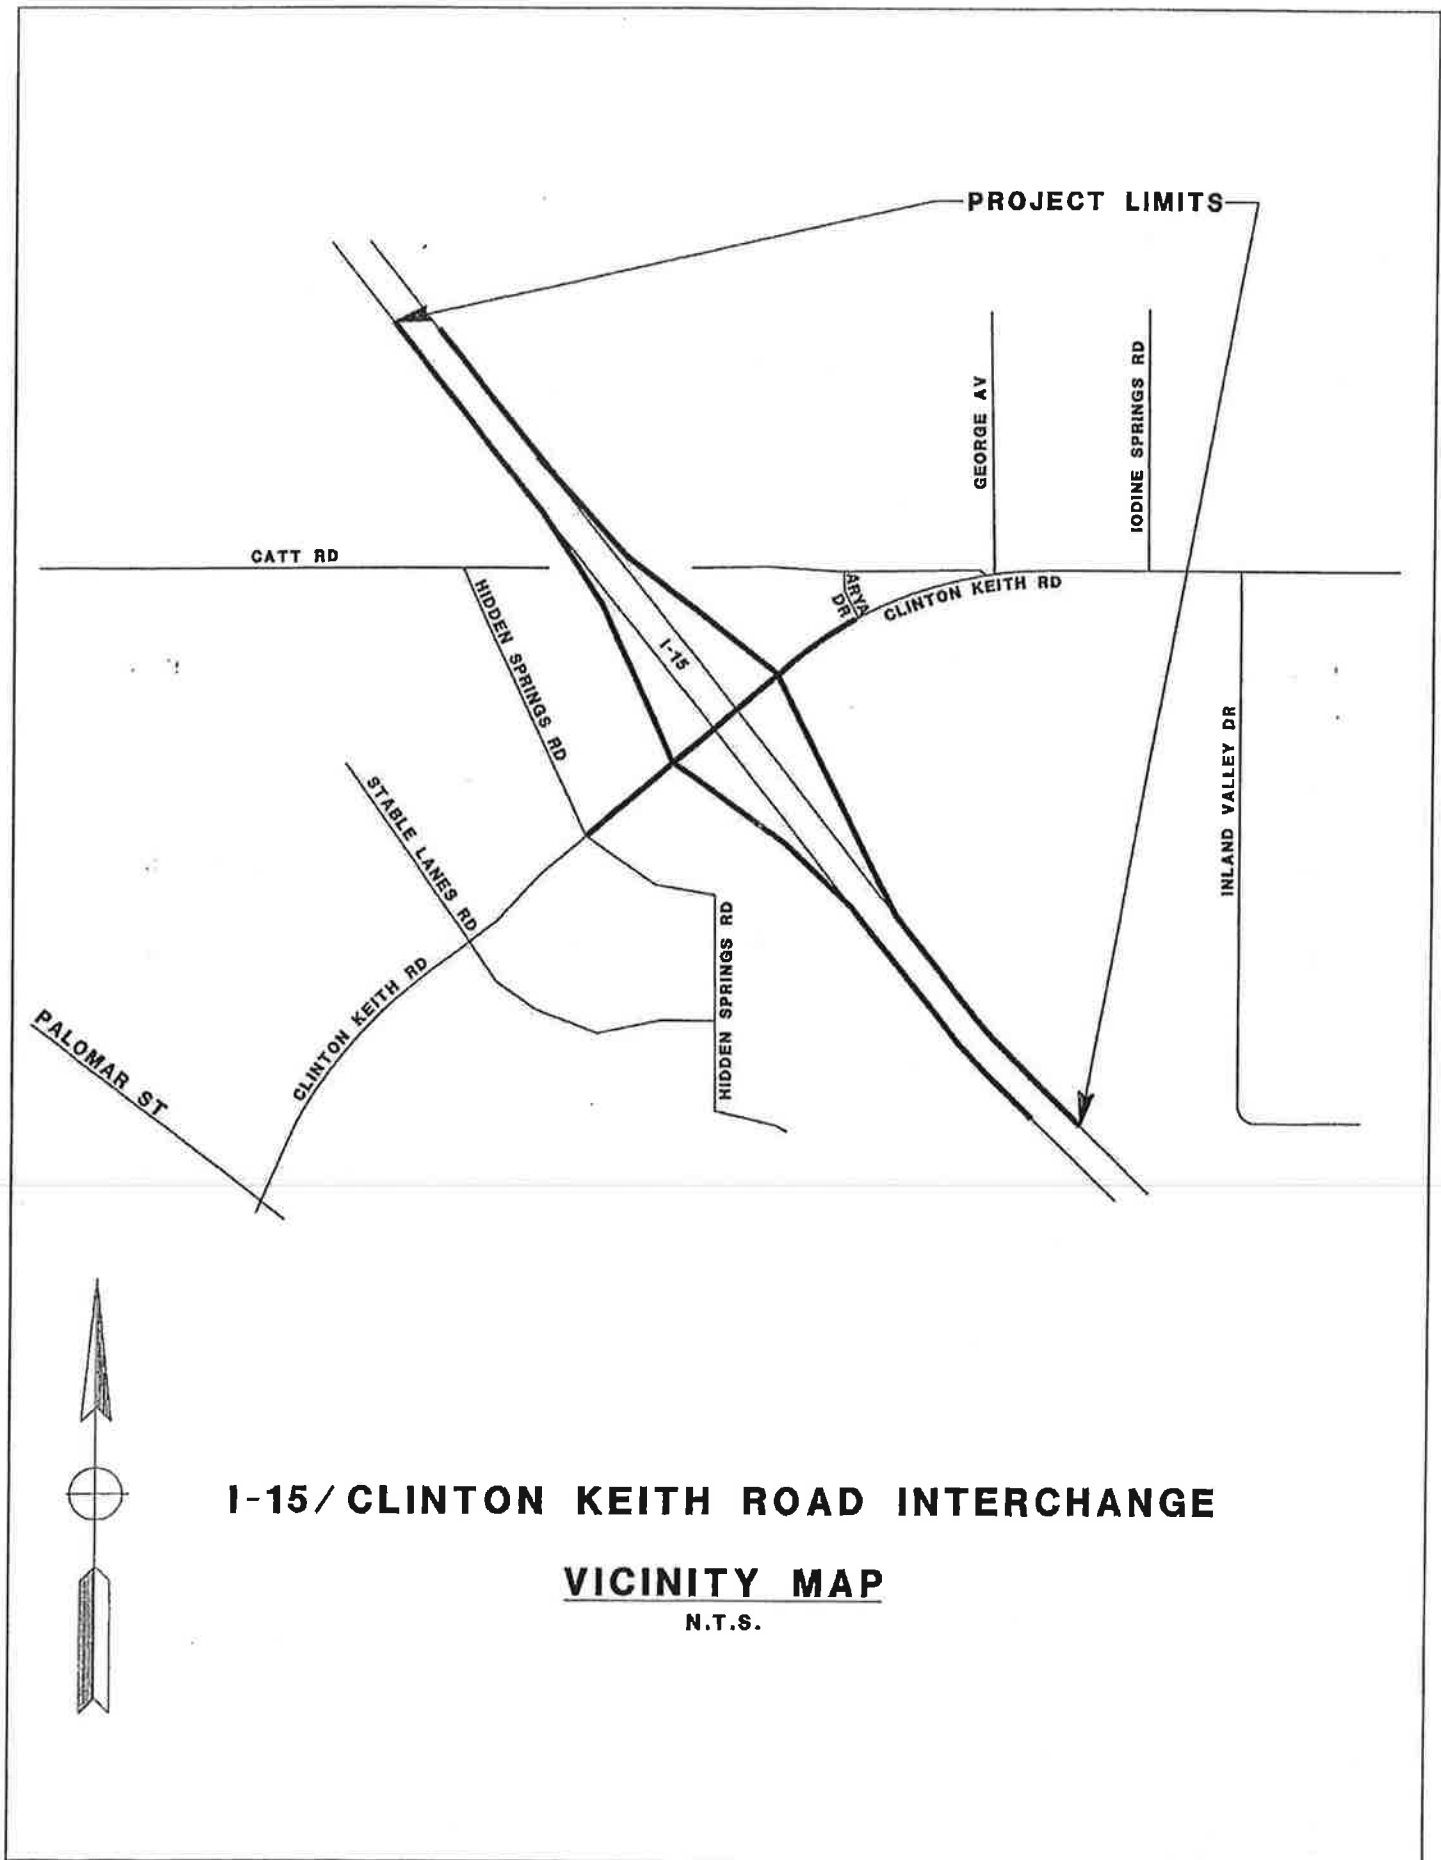 PROJECT LIMITS
GEORGE AV
IODINE SPRINGS RD
CATT RD
ARYA
DR
CLINTON KEITH RD
HIDDEN SPRINGS RD
I-15
STABLE LANES RD
INLAND VALLEY DR
HIDDEN SPRINGS RD
CLINTON KEITH RD
PALOMAR ST
I-15/CLINTON KEITH ROAD INTERCHANGE
VICINITY MAP
N.T.S.